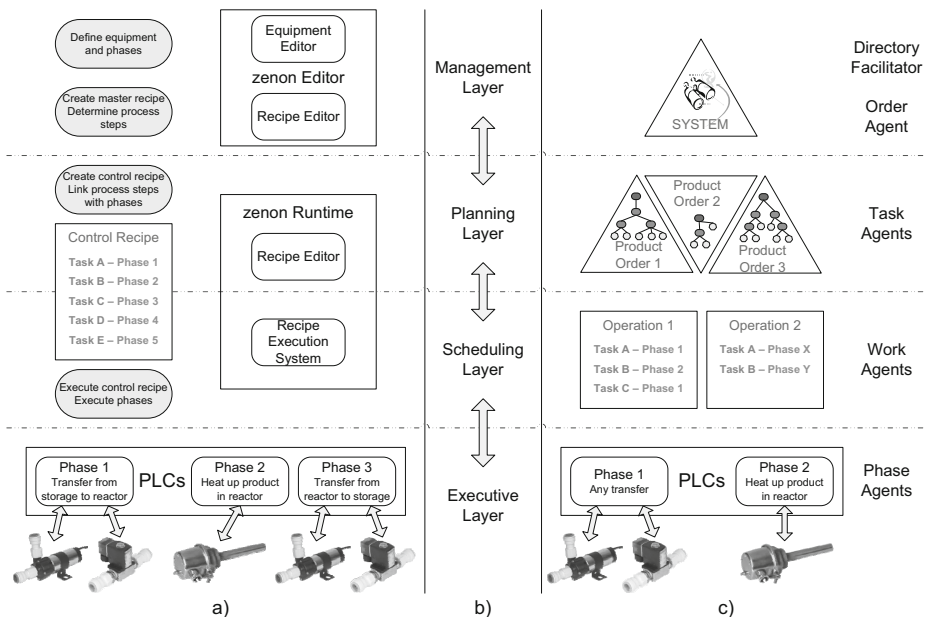 Define equipment
and phases
Create master recipe
Determine process
steps
Equipment
Editor
zenon Editor
Recipe Editor
Create control recipe
Link process steps
with phases
Control Recipe
Task A – Phase 1
Task B – Phase 2
Task C – Phase 3
Task D – Phase 4
Task E – Phase 5
Execute control recipe
Execute phases
zenon Runtime
Recipe Editor
Recipe
Execution
System
Phase 1
Transfer from
storage to reactor
PLCs
Phase 2
Heat up product
in reactor
Phase 3
Transfer from
reactor to storage
a)
Management
Layer
Planning
Layer
Scheduling
Layer
Executive
Layer
b)
SYSTEM
Directory
Facilitator
Order
Agent
Product
Order 1
Product
Order 2
Product
Order 3
Task
Agents
Operation 1
Task A – Phase 1
Task B – Phase 2
Task C – Phase 1
Operation 2
Task A – Phase X
Task B – Phase Y
Work
Agents
Phase 1
Any transfer
PLCs
Phase 2
Heat up product
in reactor
Phase
Agents
c)